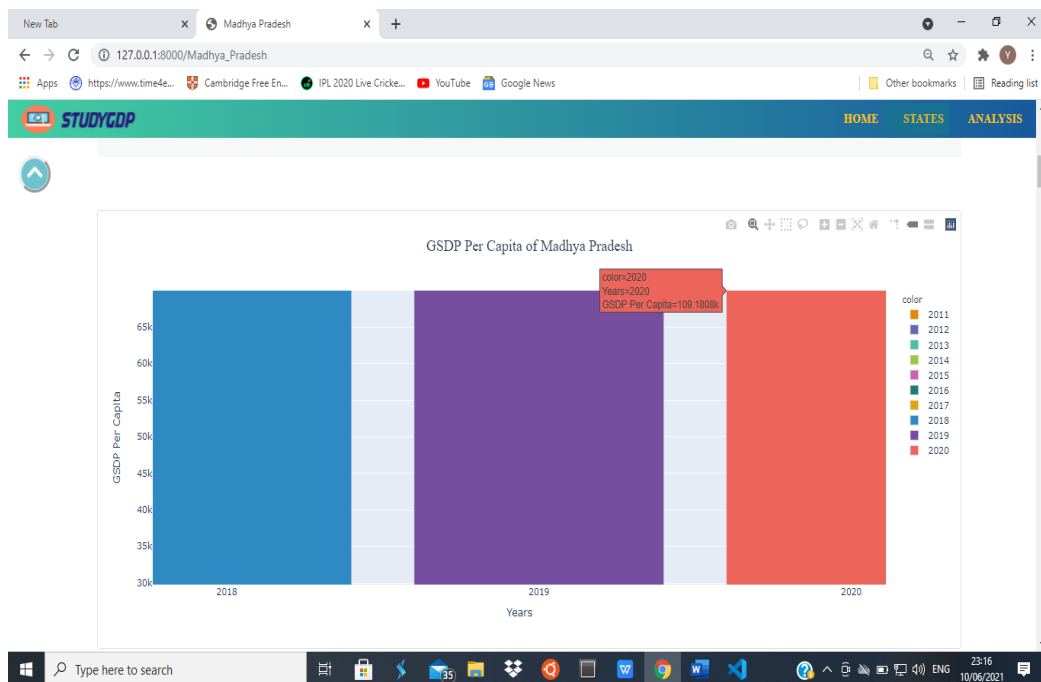 New Tab
Madhya Pradesh
127.0.0.1:8000/Madhya_Pradesh
Apps https://www.time4e... Cambridge Free En... IPL 2020 Live Cricke... YouTube Google News Other bookmarks Reading list
STUDYGDP HOME STATES ANALYSIS
GSDP Per Capita of Madhya Pradesh
color=2020
Years=2020
GSDP Per Capita=109.1808k
color
2011
2012
2013
2014
2015
2016
2017
2018
2019
2020
65k
60k
55k
50k
45k
40k
35k
30k
GSDP Per Capita
2018 2019 2020
Years
Type here to search
35
ENG
23:16
10/06/2021